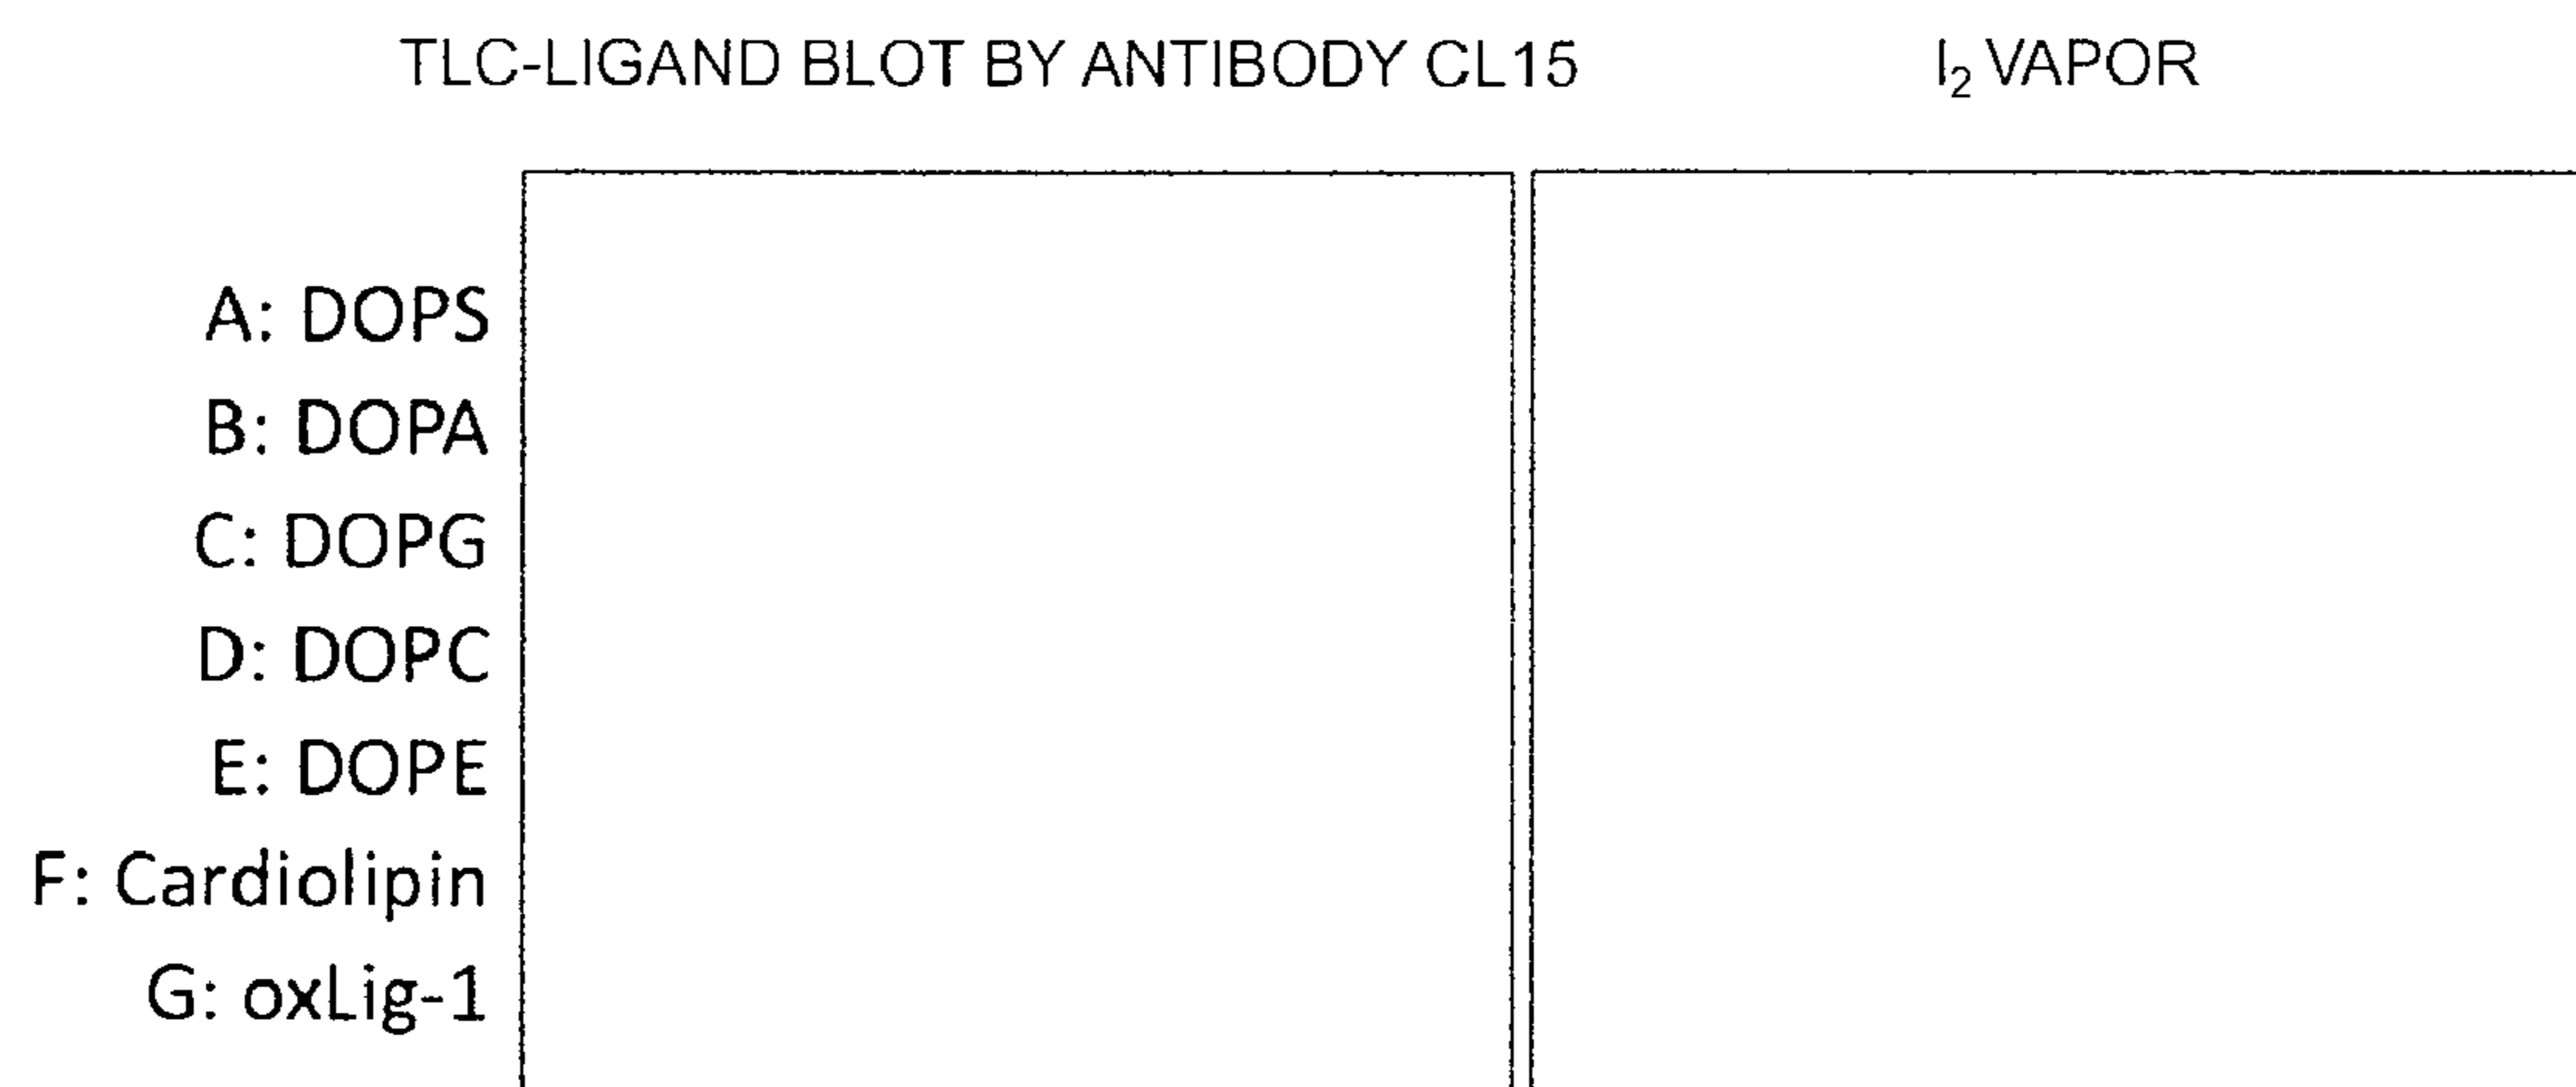 TLC-LIGAND BLOT BY ANTIBODY CL15
I₂ VAPOR
A: DOPS
B: DOPA
C: DOPG
D: DOPC
E: DOPE
F: Cardiolipin
G: oxLig-1